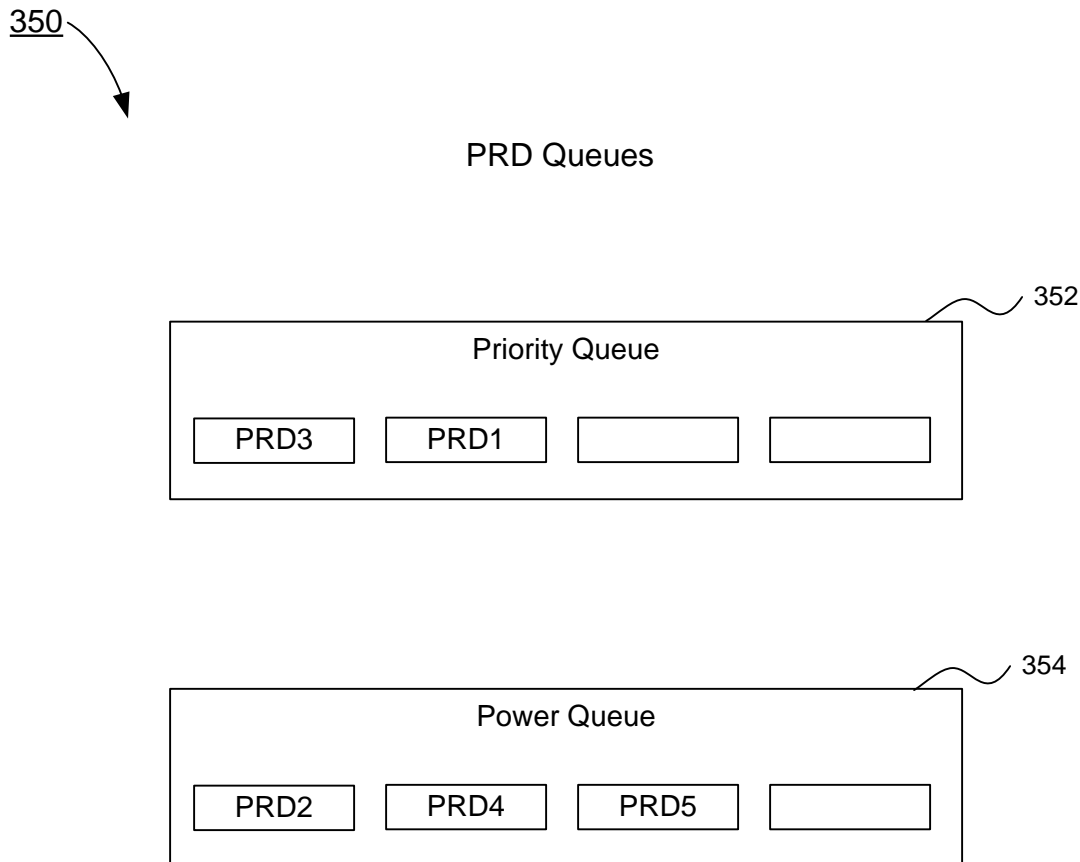 350
PRD Queues
352
Priority Queue
PRD3 PRD1
354
Power Queue
PRD2 PRD4 PRD5